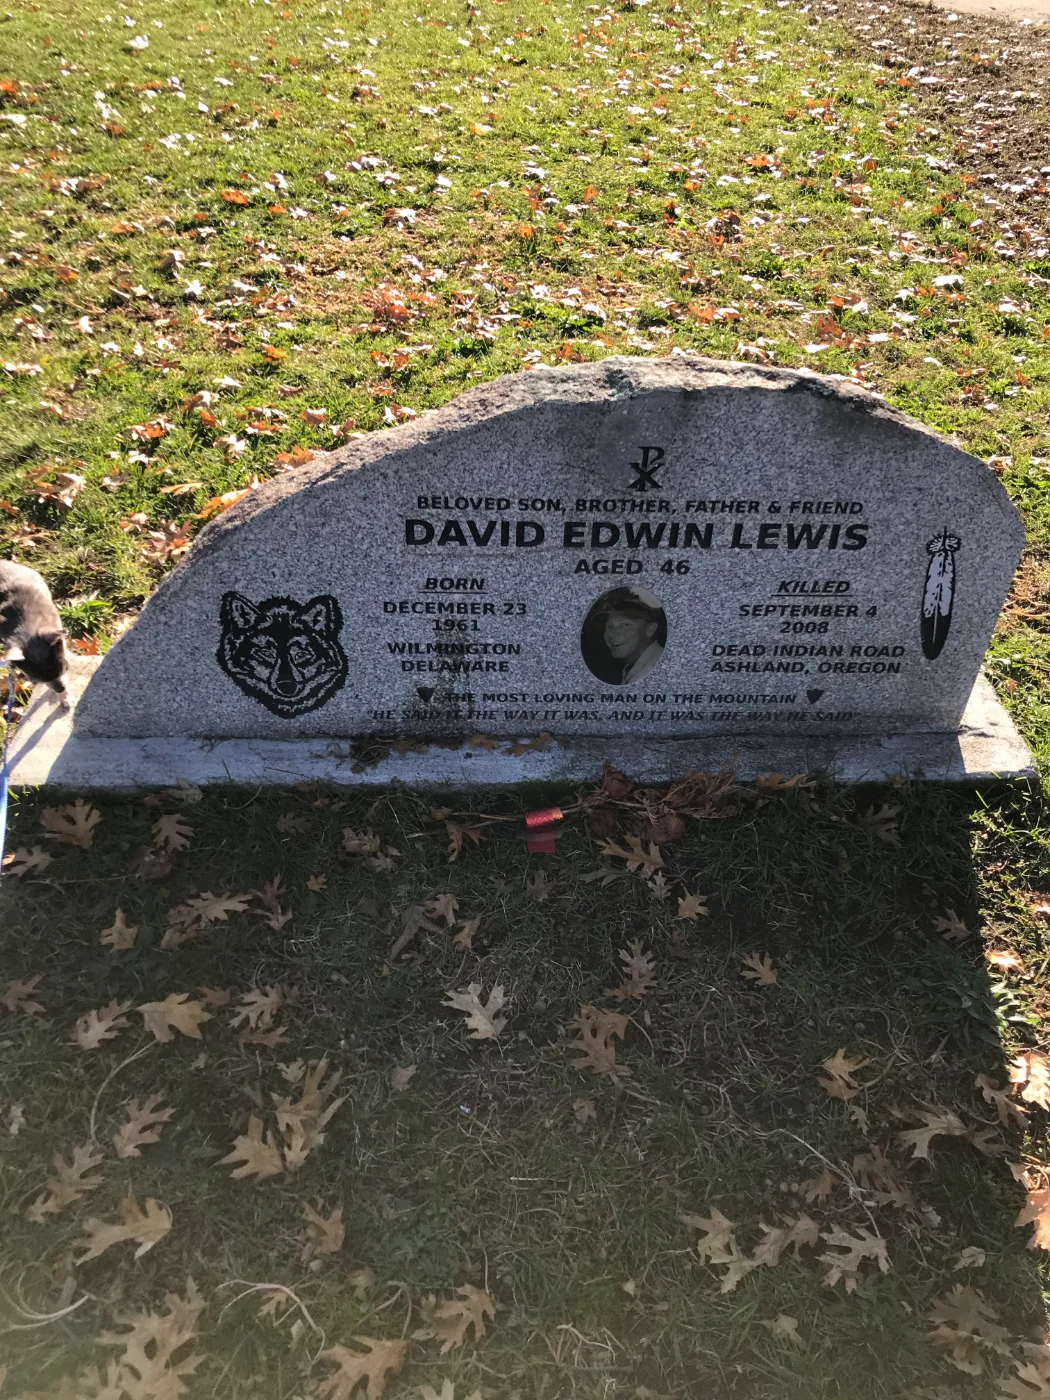 BELOVED SON, BROTHER, FATHER & FRIEND
DAVID EDWIN LEWIS
AGED 46
BORN
DECEMBER 23
1961
WILMINGTON
DELAWARE
KILLED
SEPTEMBER 4
2008
DEAD INDIAN ROAD
ASHLAND, OREGON
THE MOST LOVING MAN ON THE MOUNTAIN
"HE SAID IT THE WAY IT WAS, AND IT WAS THE WAY HE SAID"